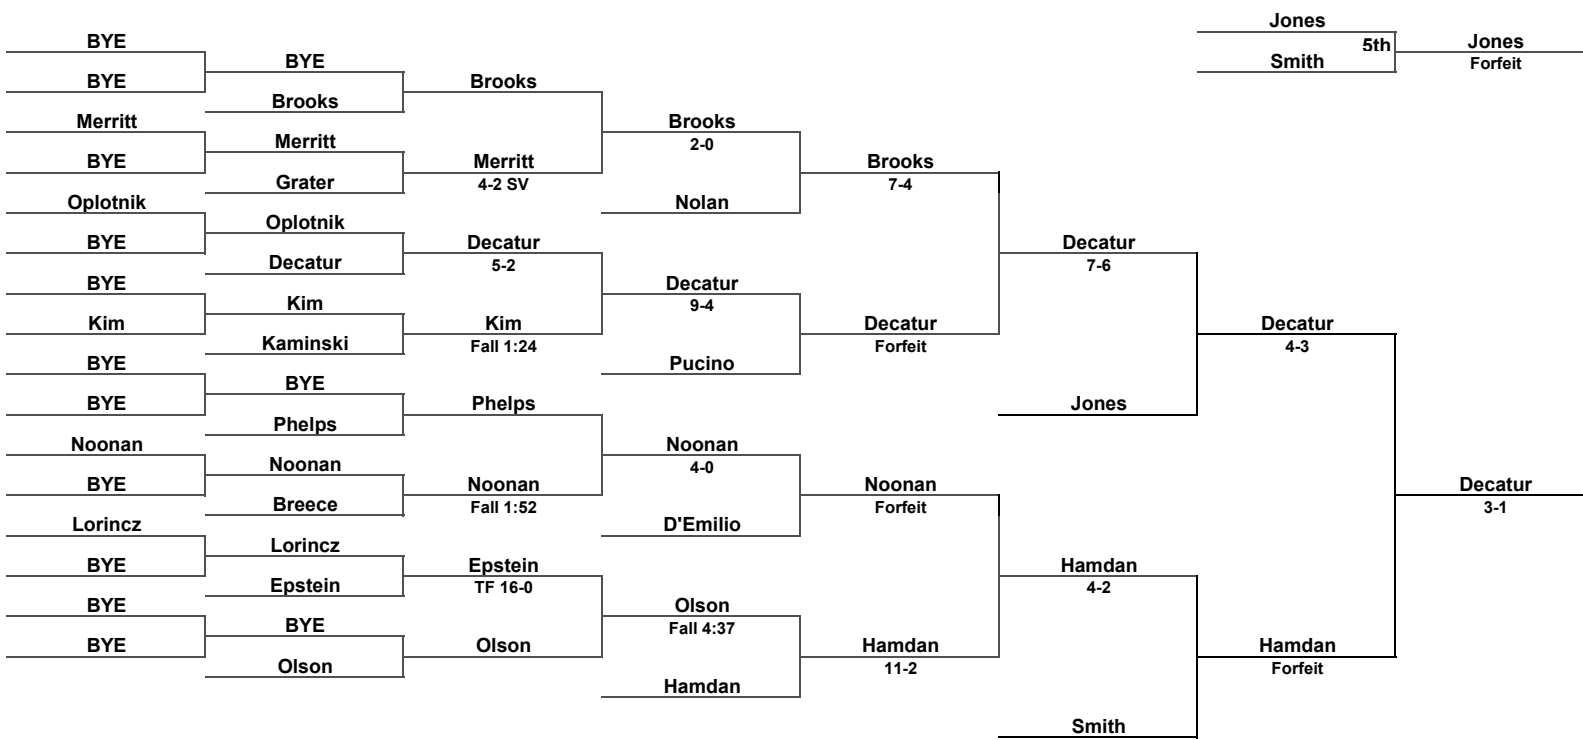 Jones
BYE
5th
Jones
BYE
Smith
Forfeit
BYE
Brooks
Brooks
Merritt
Brooks
Merritt
2-0
BYE
Merritt
Brooks
Grater
4-2 SV
7-4
Oplotnik
Nolan
Oplotnik
BYE
Decatur
Decatur
Decatur
5-2
7-6
BYE
Decatur
Kim
9-4
Kim
Kim
Decatur
Decatur
Kaminski
Fall 1:24
Forfeit
4-3
BYE
Pucino
BYE
BYE
Phelps
Jones
Phelps
Noonan
Noonan
Noonan
4-0
BYE
Noonan
Noonan
Decatur
Breece
Fall 1:52
Forfeit
3-1
Lorincz
D'Emilio
Lorincz
BYE
Epstein
Hamdan
Epstein
TF 16-0
4-2
BYE
Olson
BYE
Fall 4:37
BYE
Olson
Hamdan
Hamdan
Olson
11-2
Forfeit
Hamdan
Smith